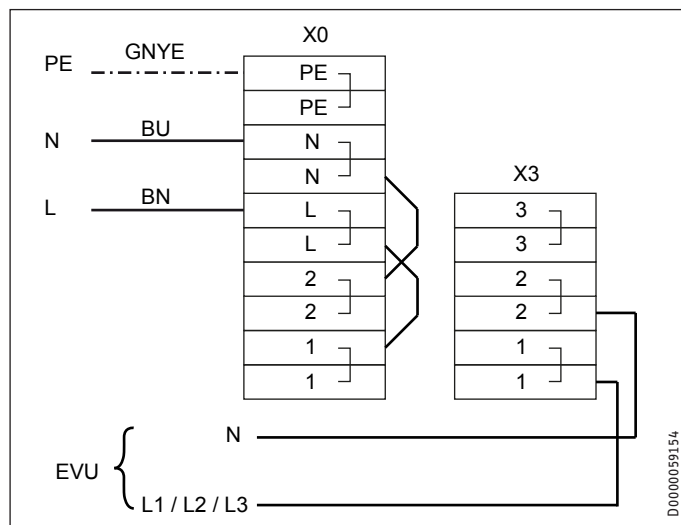 X0
PE
GNYE
PE
PE
N
BU
N
N
L
BN
L
L
2
2
1
1
X3
3
3
2
2
1
1
EVU
N
L1 / L2 / L3
D0000059154